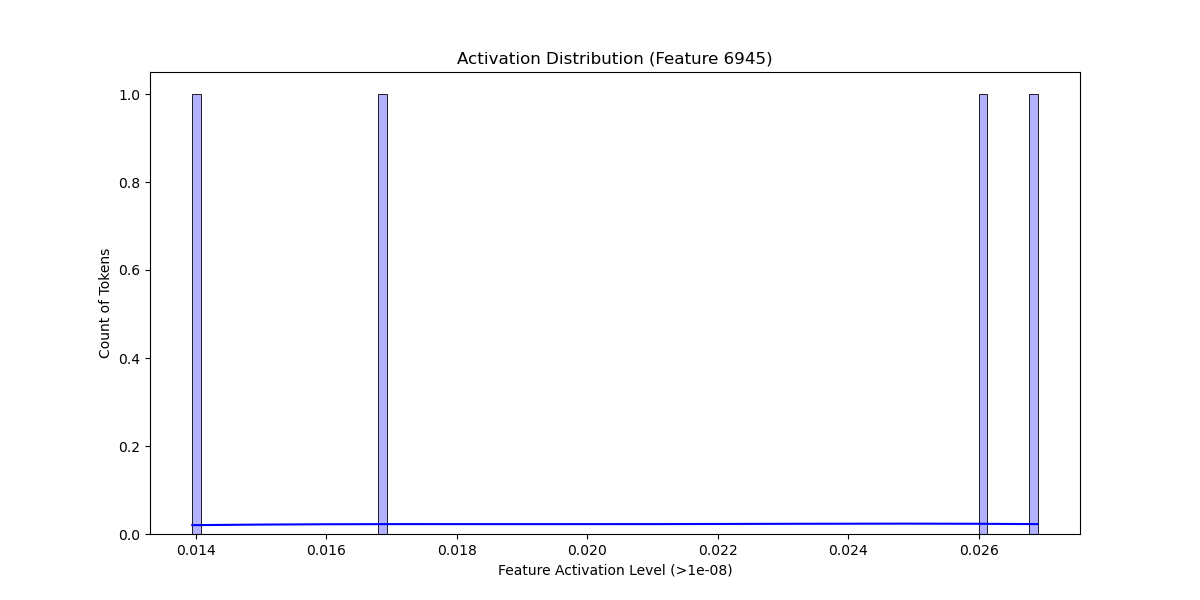 Activation Distribution (Feature 6945)
1.0
0.8
0.6
0.4
0.2
0.0
Count of Tokens
0.014 0.016 0.018 0.020 0.022 0.024 0.026
Feature Activation Level (>1e-08)